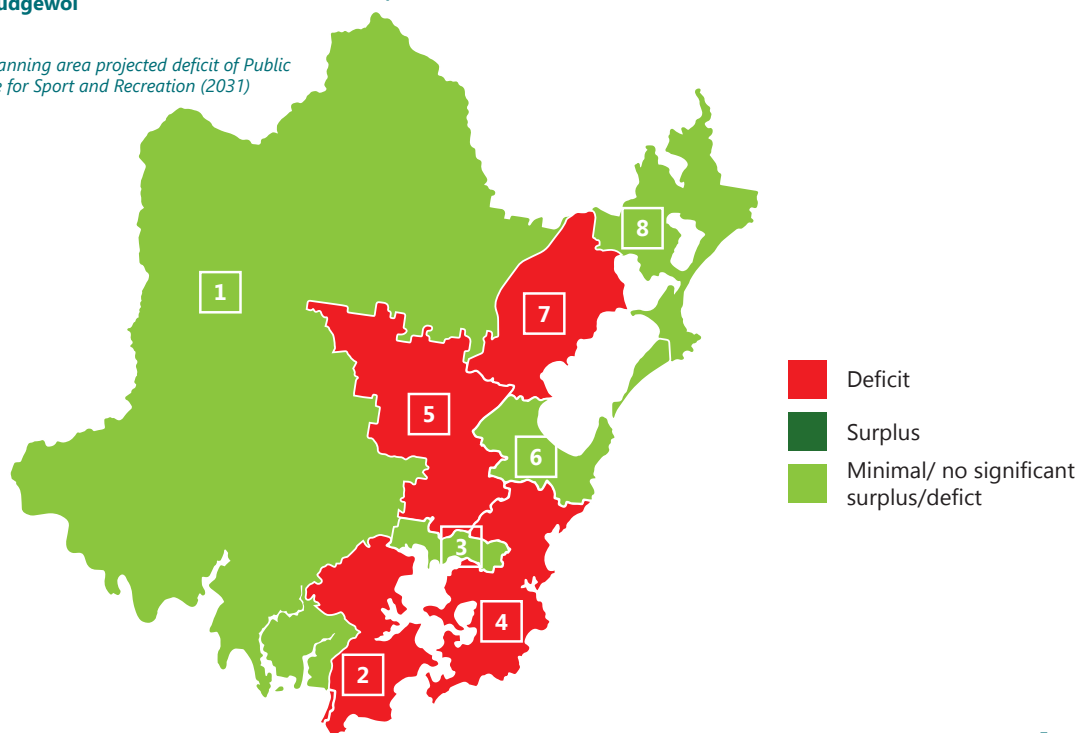 udgewoi
anning area projected deficit of Public
e for Sport and Recreation (2031)
8
1
7
5
6
3
4
2
Deficit
Surplus
Minimal/ no significant
surplus/defict